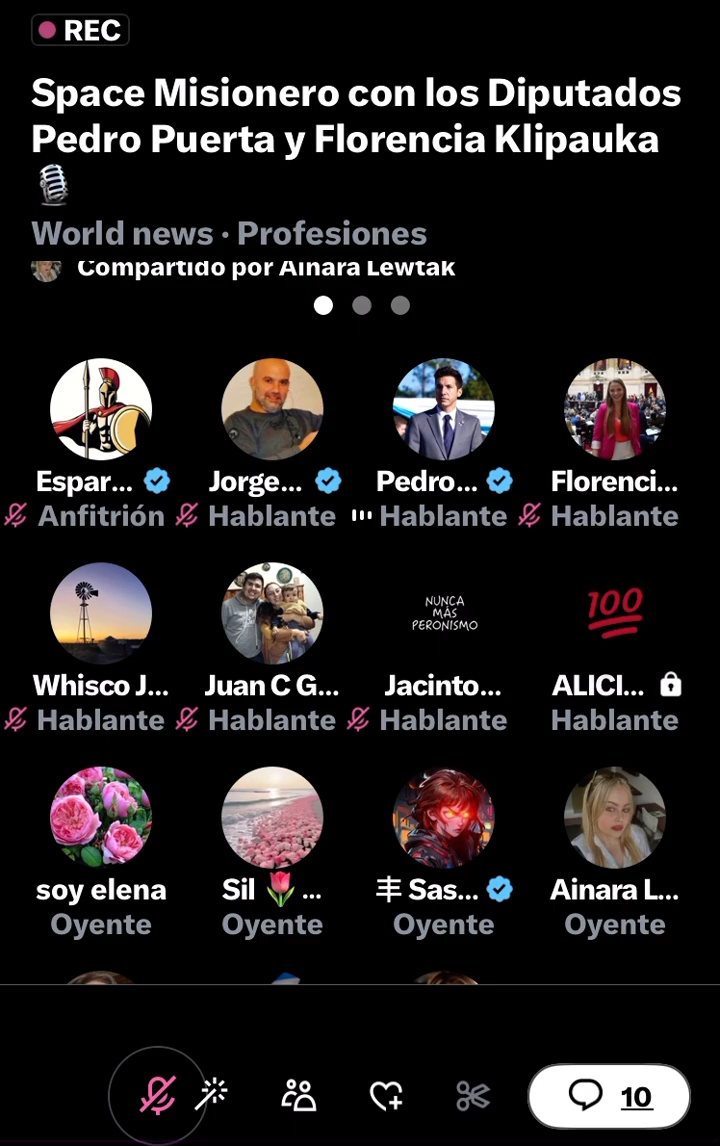 REC
Space Misionero con los Diputados
Pedro Puerta y Florencia Klipauka
World news · Profesiones
Compartido por Ainara Lewtak
Espar... Jorge... Pedro... Florenci...
Anfitrión Hablante Hablante Hablante
NUNCA
MÁS
PERONISMO
100
Whisco J... Juan C G... Jacinto... ALICI...
Hablante Hablante Hablante Hablante
soy elena Sil 🌷 ... 丰 Sas... Ainara L...
Oyente Oyente Oyente Oyente
10